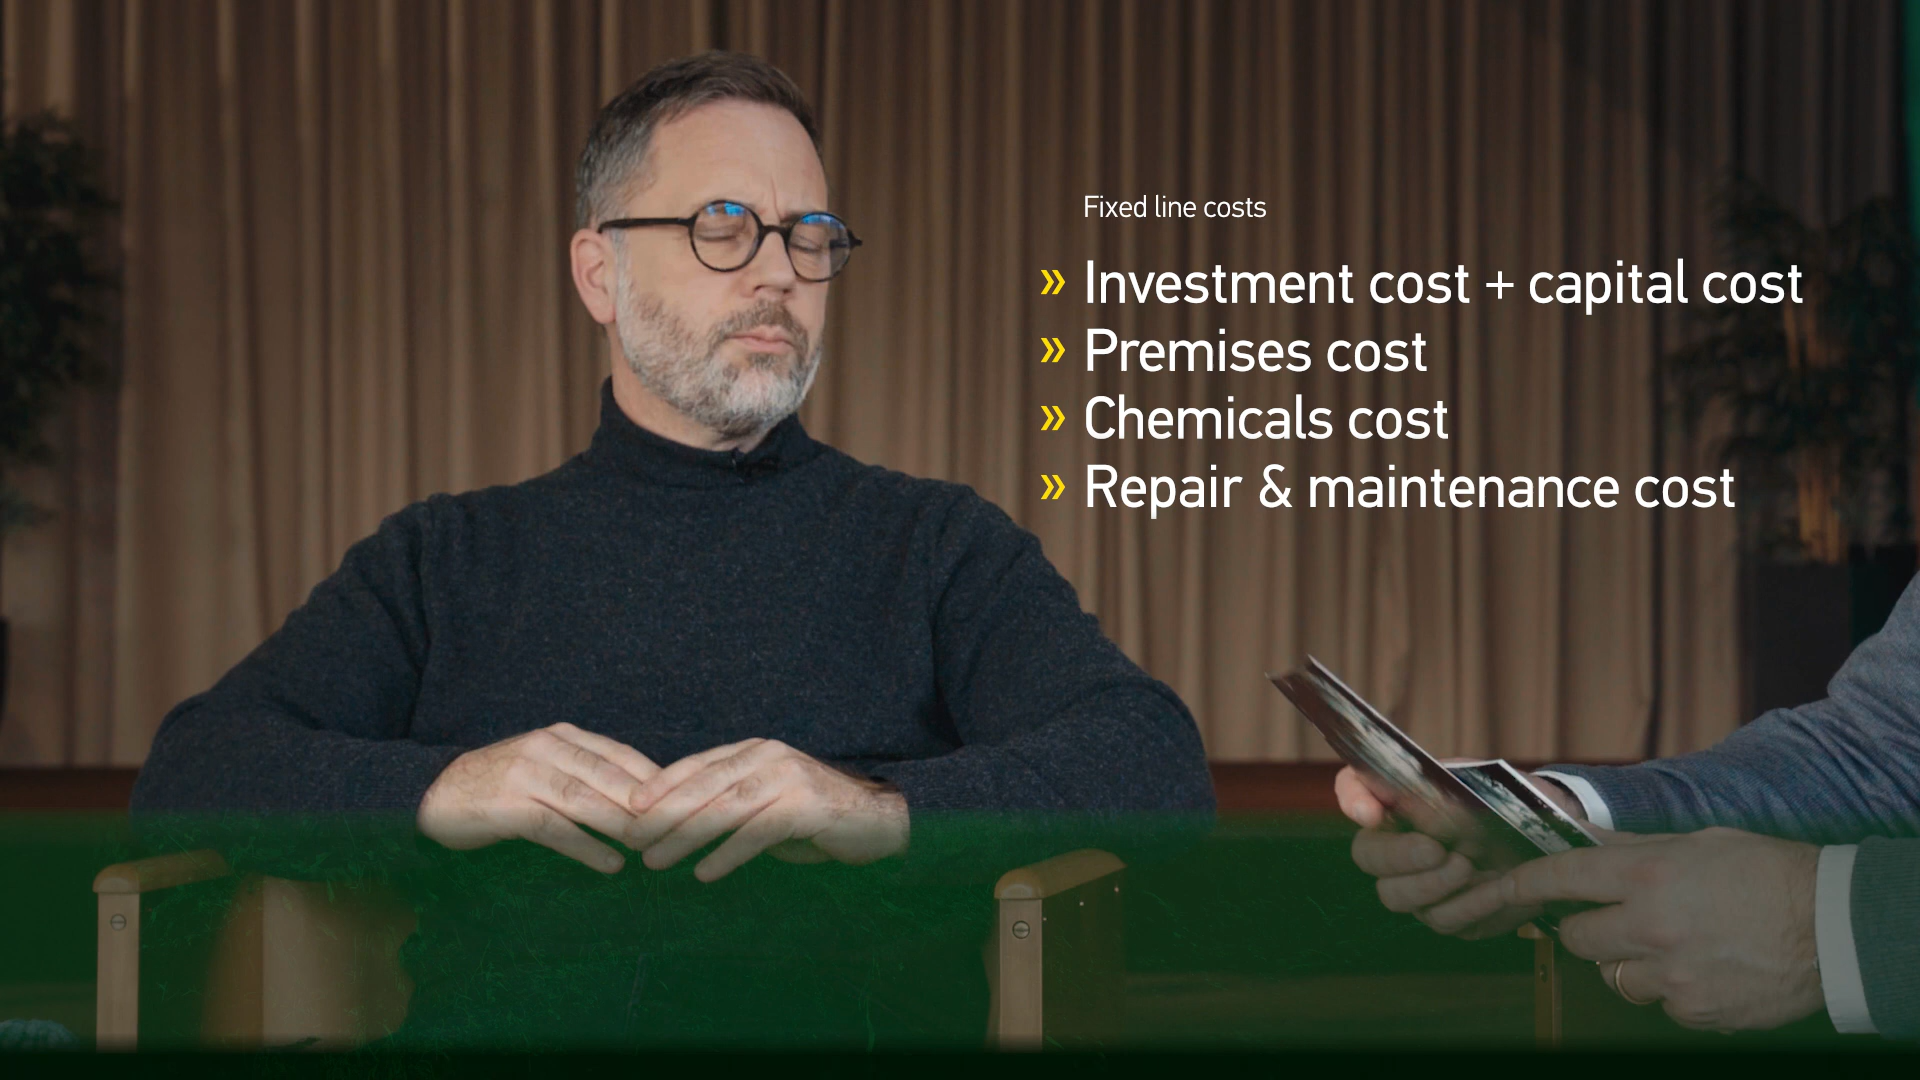 Fixed line costs
» Investment cost + capital cost
» Premises cost
» Chemicals cost
» Repair & maintenance cost